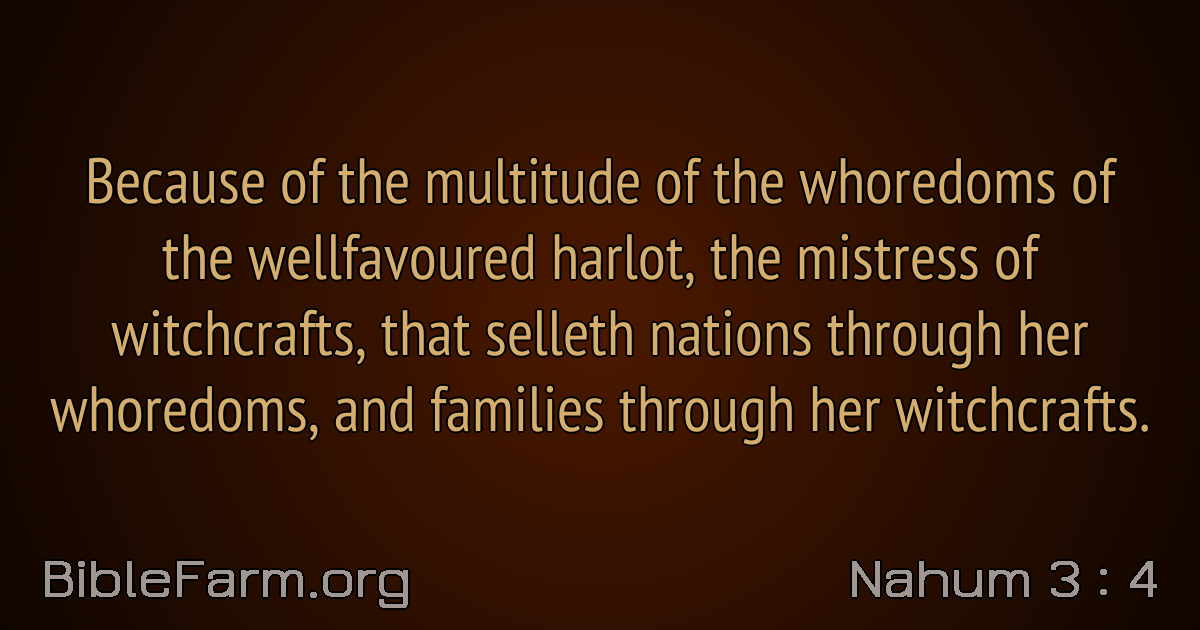 Because of the multitude of the whoredoms of
the wellfavoured harlot, the mistress of
witchcrafts, that selleth nations through her
whoredoms, and families through her witchcrafts.
BibleFarm.org
Nahum 3 : 4